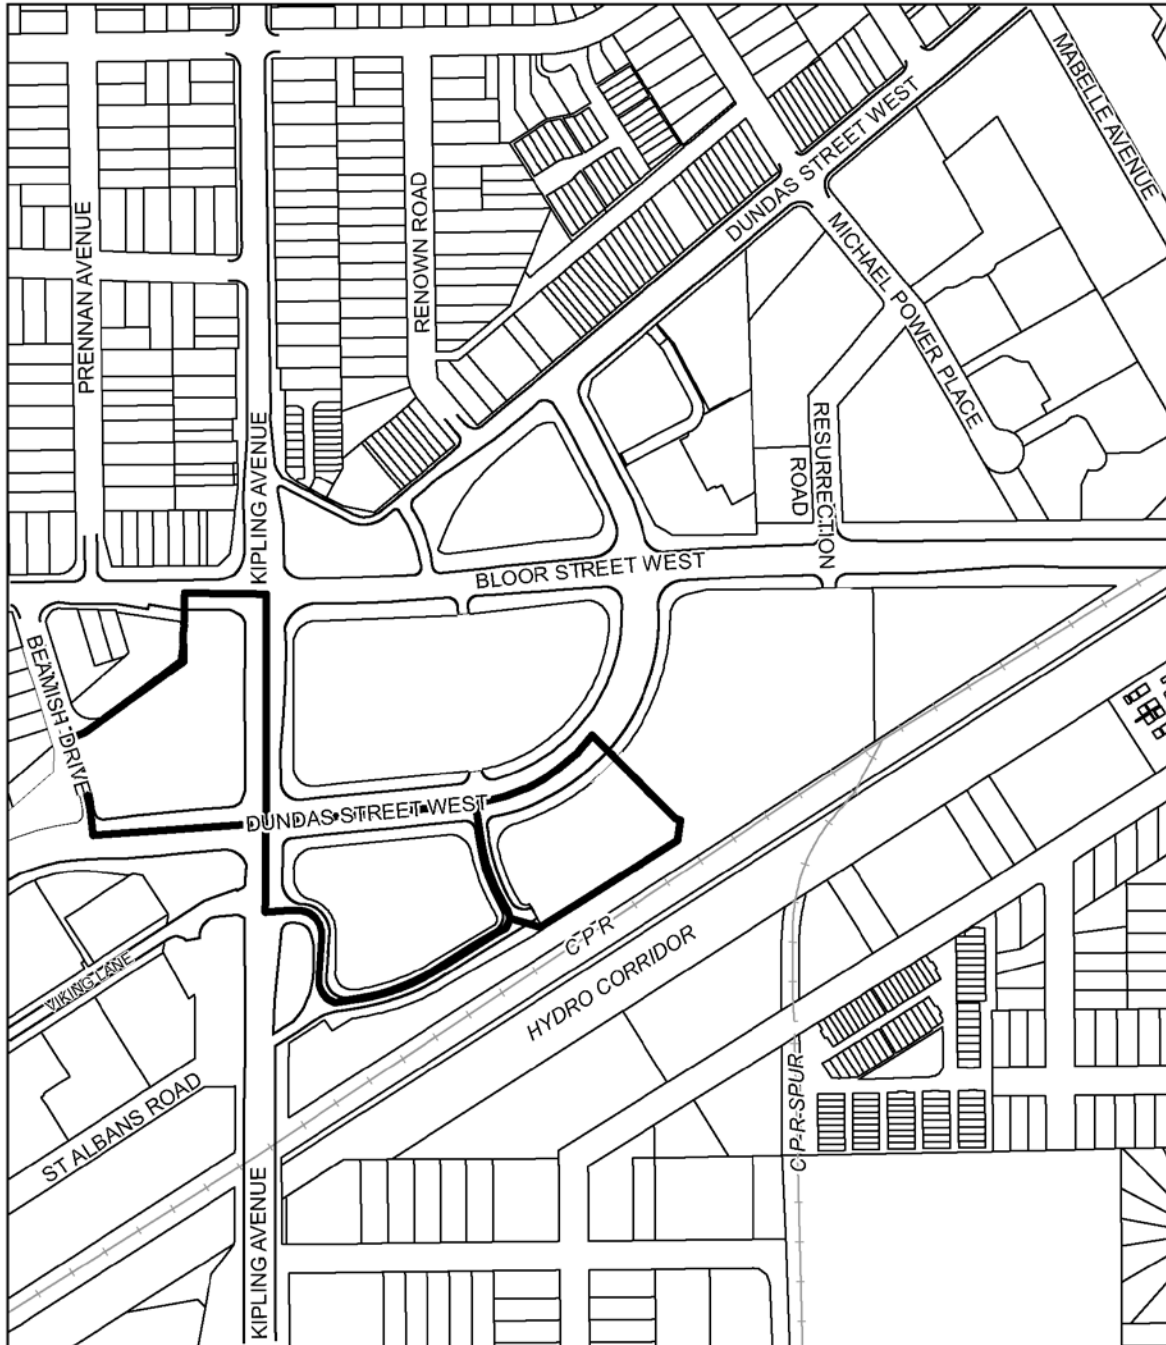 MABELLE AVENUE
DUNDAS STREET WEST
PRENNAN AVENUE
RENOWN ROAD
MICHAEL POWER PLACE
KIPLING AVENUE
RESURRECTION
ROAD
BLOOR STREET WEST
BEAMISH DRIVE
DUNDAS STREET WEST
C P R
HYDRO CORRIDOR
VIKING LANE
ST ALBANS ROAD
C P R SPUR
KIPLING AVENUE